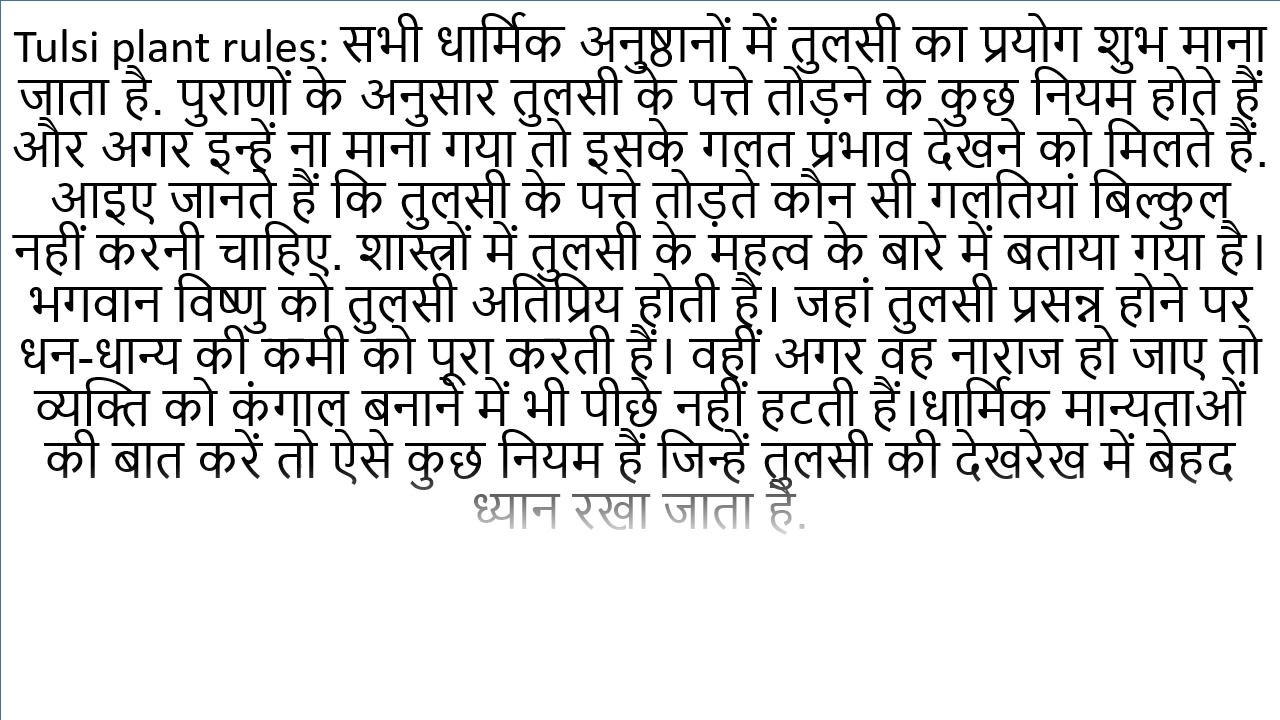 Tulsi plant rules: सभी धार्मिक अनुष्ठानों में तुलसी का प्रयोग शुभ माना
जाता है. पुराणों के अनुसार तुलसी के पत्ते तोड़ने के कुछ नियम होते हैं
और अगर इन्हें ना माना गया तो इसके गलत प्रभाव देखने को मिलते हैं.
आइए जानते हैं कि तुलसी के पत्ते तोड़ते कौन सी गलतियां बिल्कुल
नहीं करनी चाहिए. शास्त्रों में तुलसी के महत्व के बारे में बताया गया है।
भगवान विष्णु को तुलसी अतिप्रिय होती है। जहां तुलसी प्रसन्न होने पर
धन-धान्य की कमी को पूरा करती हैं। वहीं अगर वह नाराज हो जाए तो
व्यक्ति को कंगाल बनाने में भी पीछे नहीं हटती हैं।धार्मिक मान्यताओं
की बात करें तो ऐसे कुछ नियम हैं जिन्हें तुलसी की देखरेख में बेहद
ध्यान रखा जाता है.